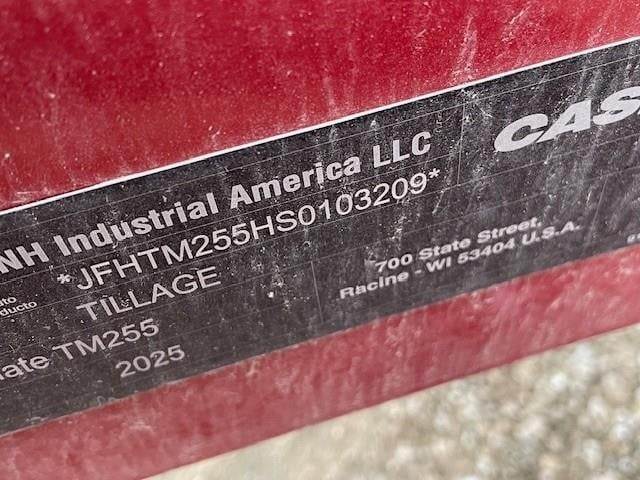 NH Industrial America LLC
CAS
*JFHTM255HS0103209*
TILLAGE
TM255
2025
700 State Street,
Racine - WI 53404 U.S.A.